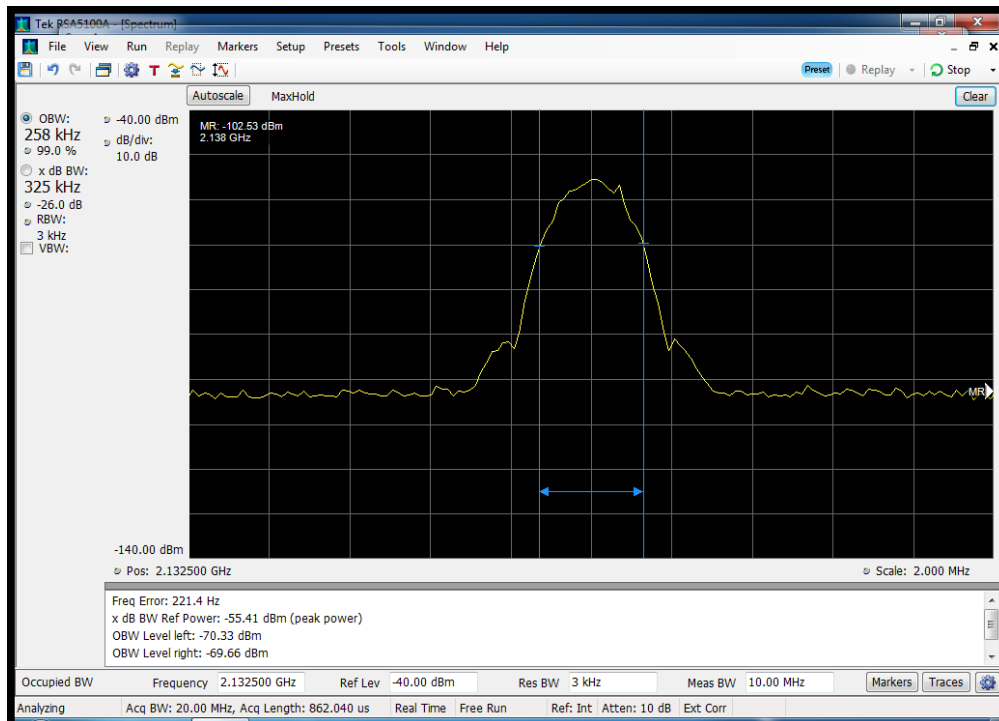 Tek RSA5100A - [Spectrum]
File View Run Replay Markers Setup Presets Tools Window Help
Preset Replay Stop
Autoscale MaxHold Clear
OBW:
258 kHz
99.0 %
x dB BW:
325 kHz
-26.0 dB
RBW:
3 kHz
VBW:
-40.00 dBm
dB/div:
10.0 dB
MR: -102.53 dBm
2.138 GHz
MR
-140.00 dBm
Pos: 2.132500 GHz Scale: 2.000 MHz
Freq Error: 221.4 Hz
x dB BW Ref Power: -55.41 dBm (peak power)
OBW Level left: -70.33 dBm
OBW Level right: -69.66 dBm
Occupied BW Frequency 2.132500 GHz Ref Lev -40.00 dBm Res BW 3 kHz Meas BW 10.00 MHz Markers Traces
Analyzing Acq BW: 20.00 MHz, Acq Length: 862.040 us Real Time Free Run Ref: Int Atten: 10 dB Ext Corr